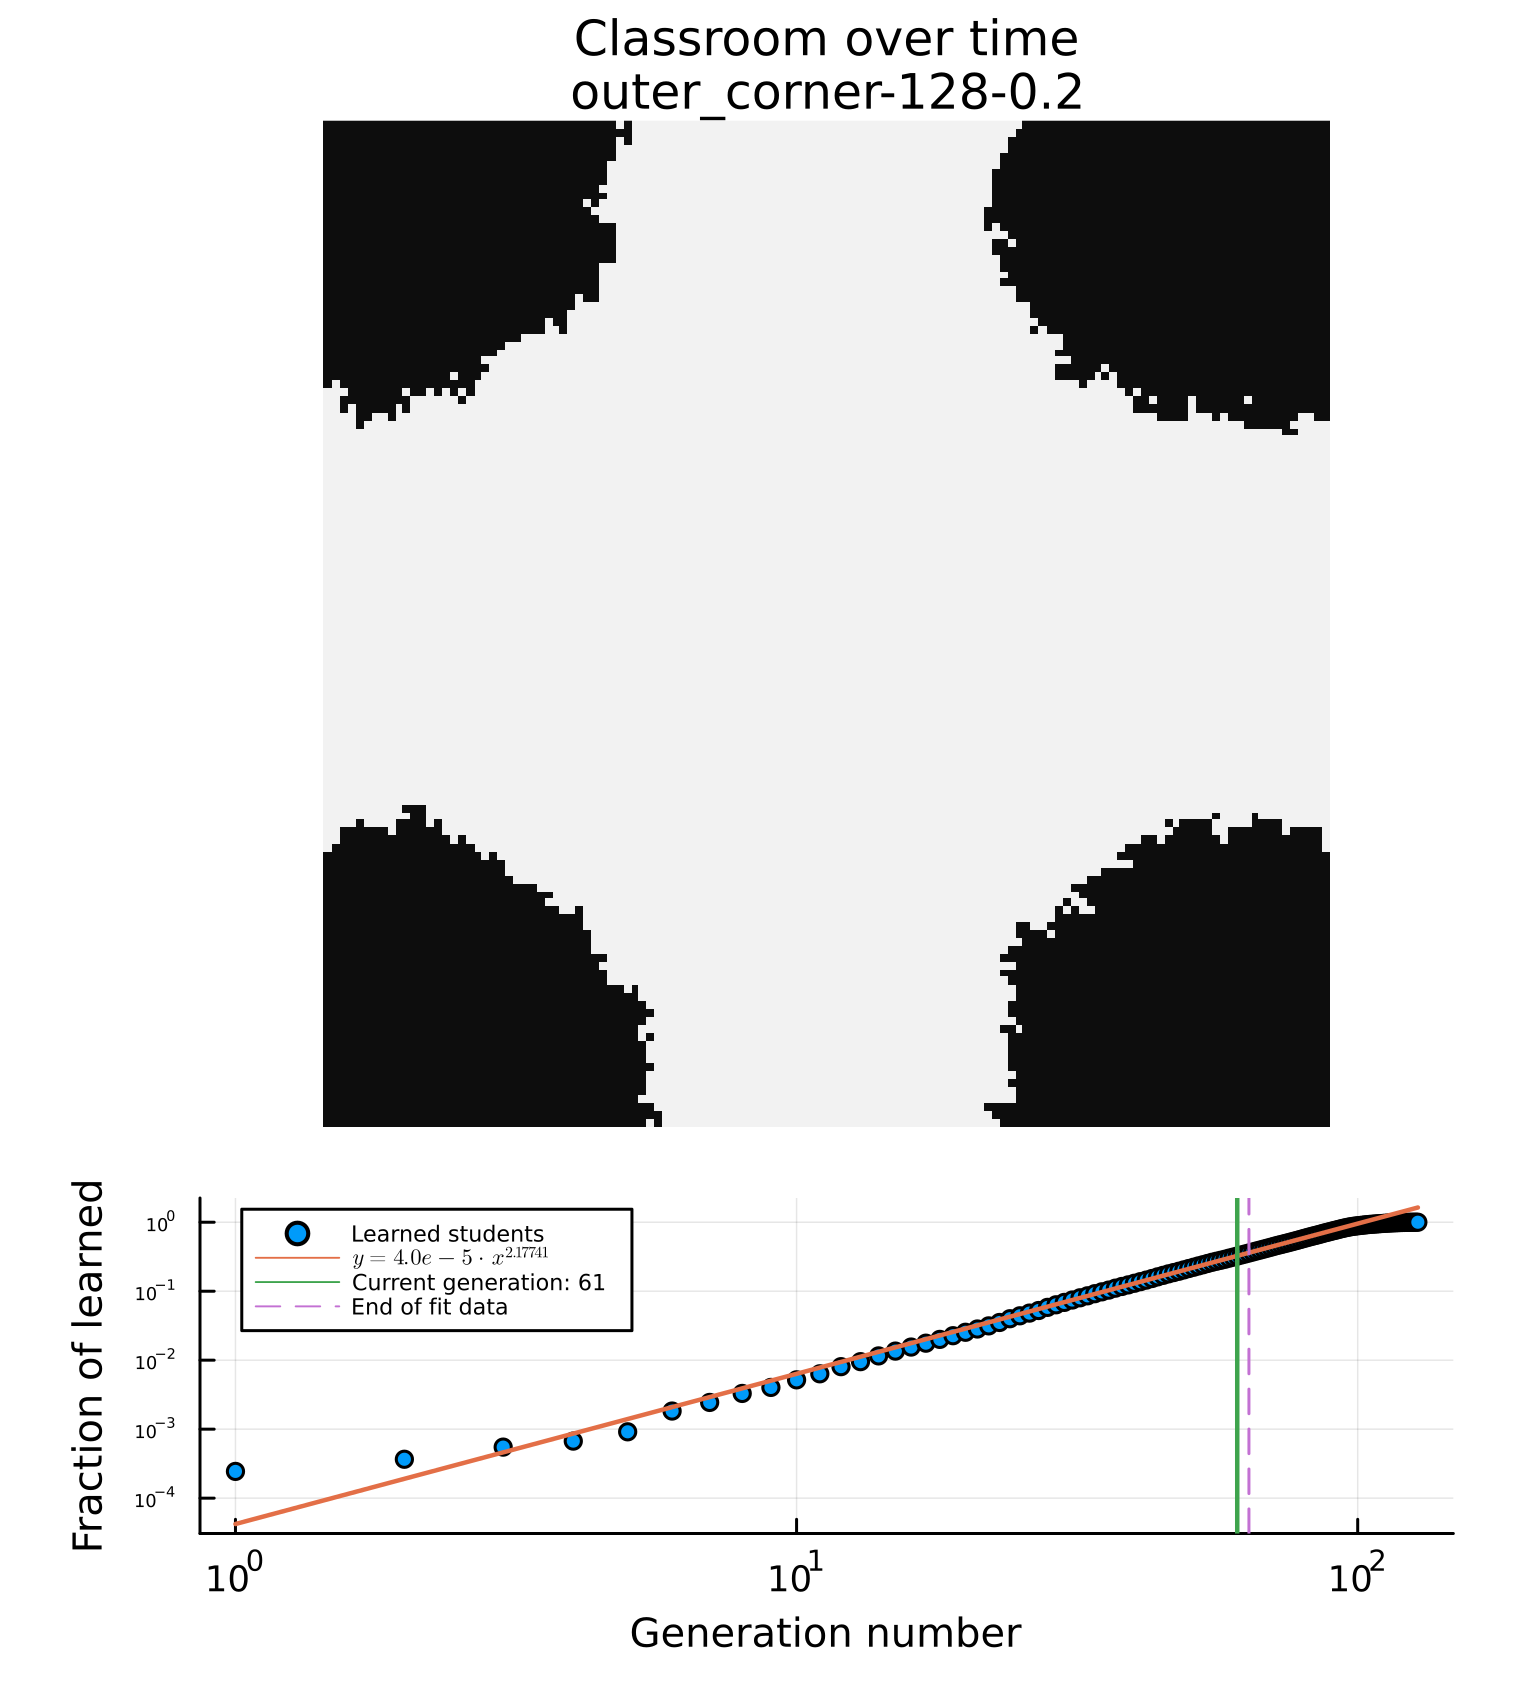 Classroom over time
outer_corner-128-0.2
Fraction of learned
10^0
10^-1
10^-2
10^-3
10^-4
Learned students
y = 4.0e − 5 · x^2.17741
Current generation: 61
End of fit data
10^0 10^1 10^2
Generation number